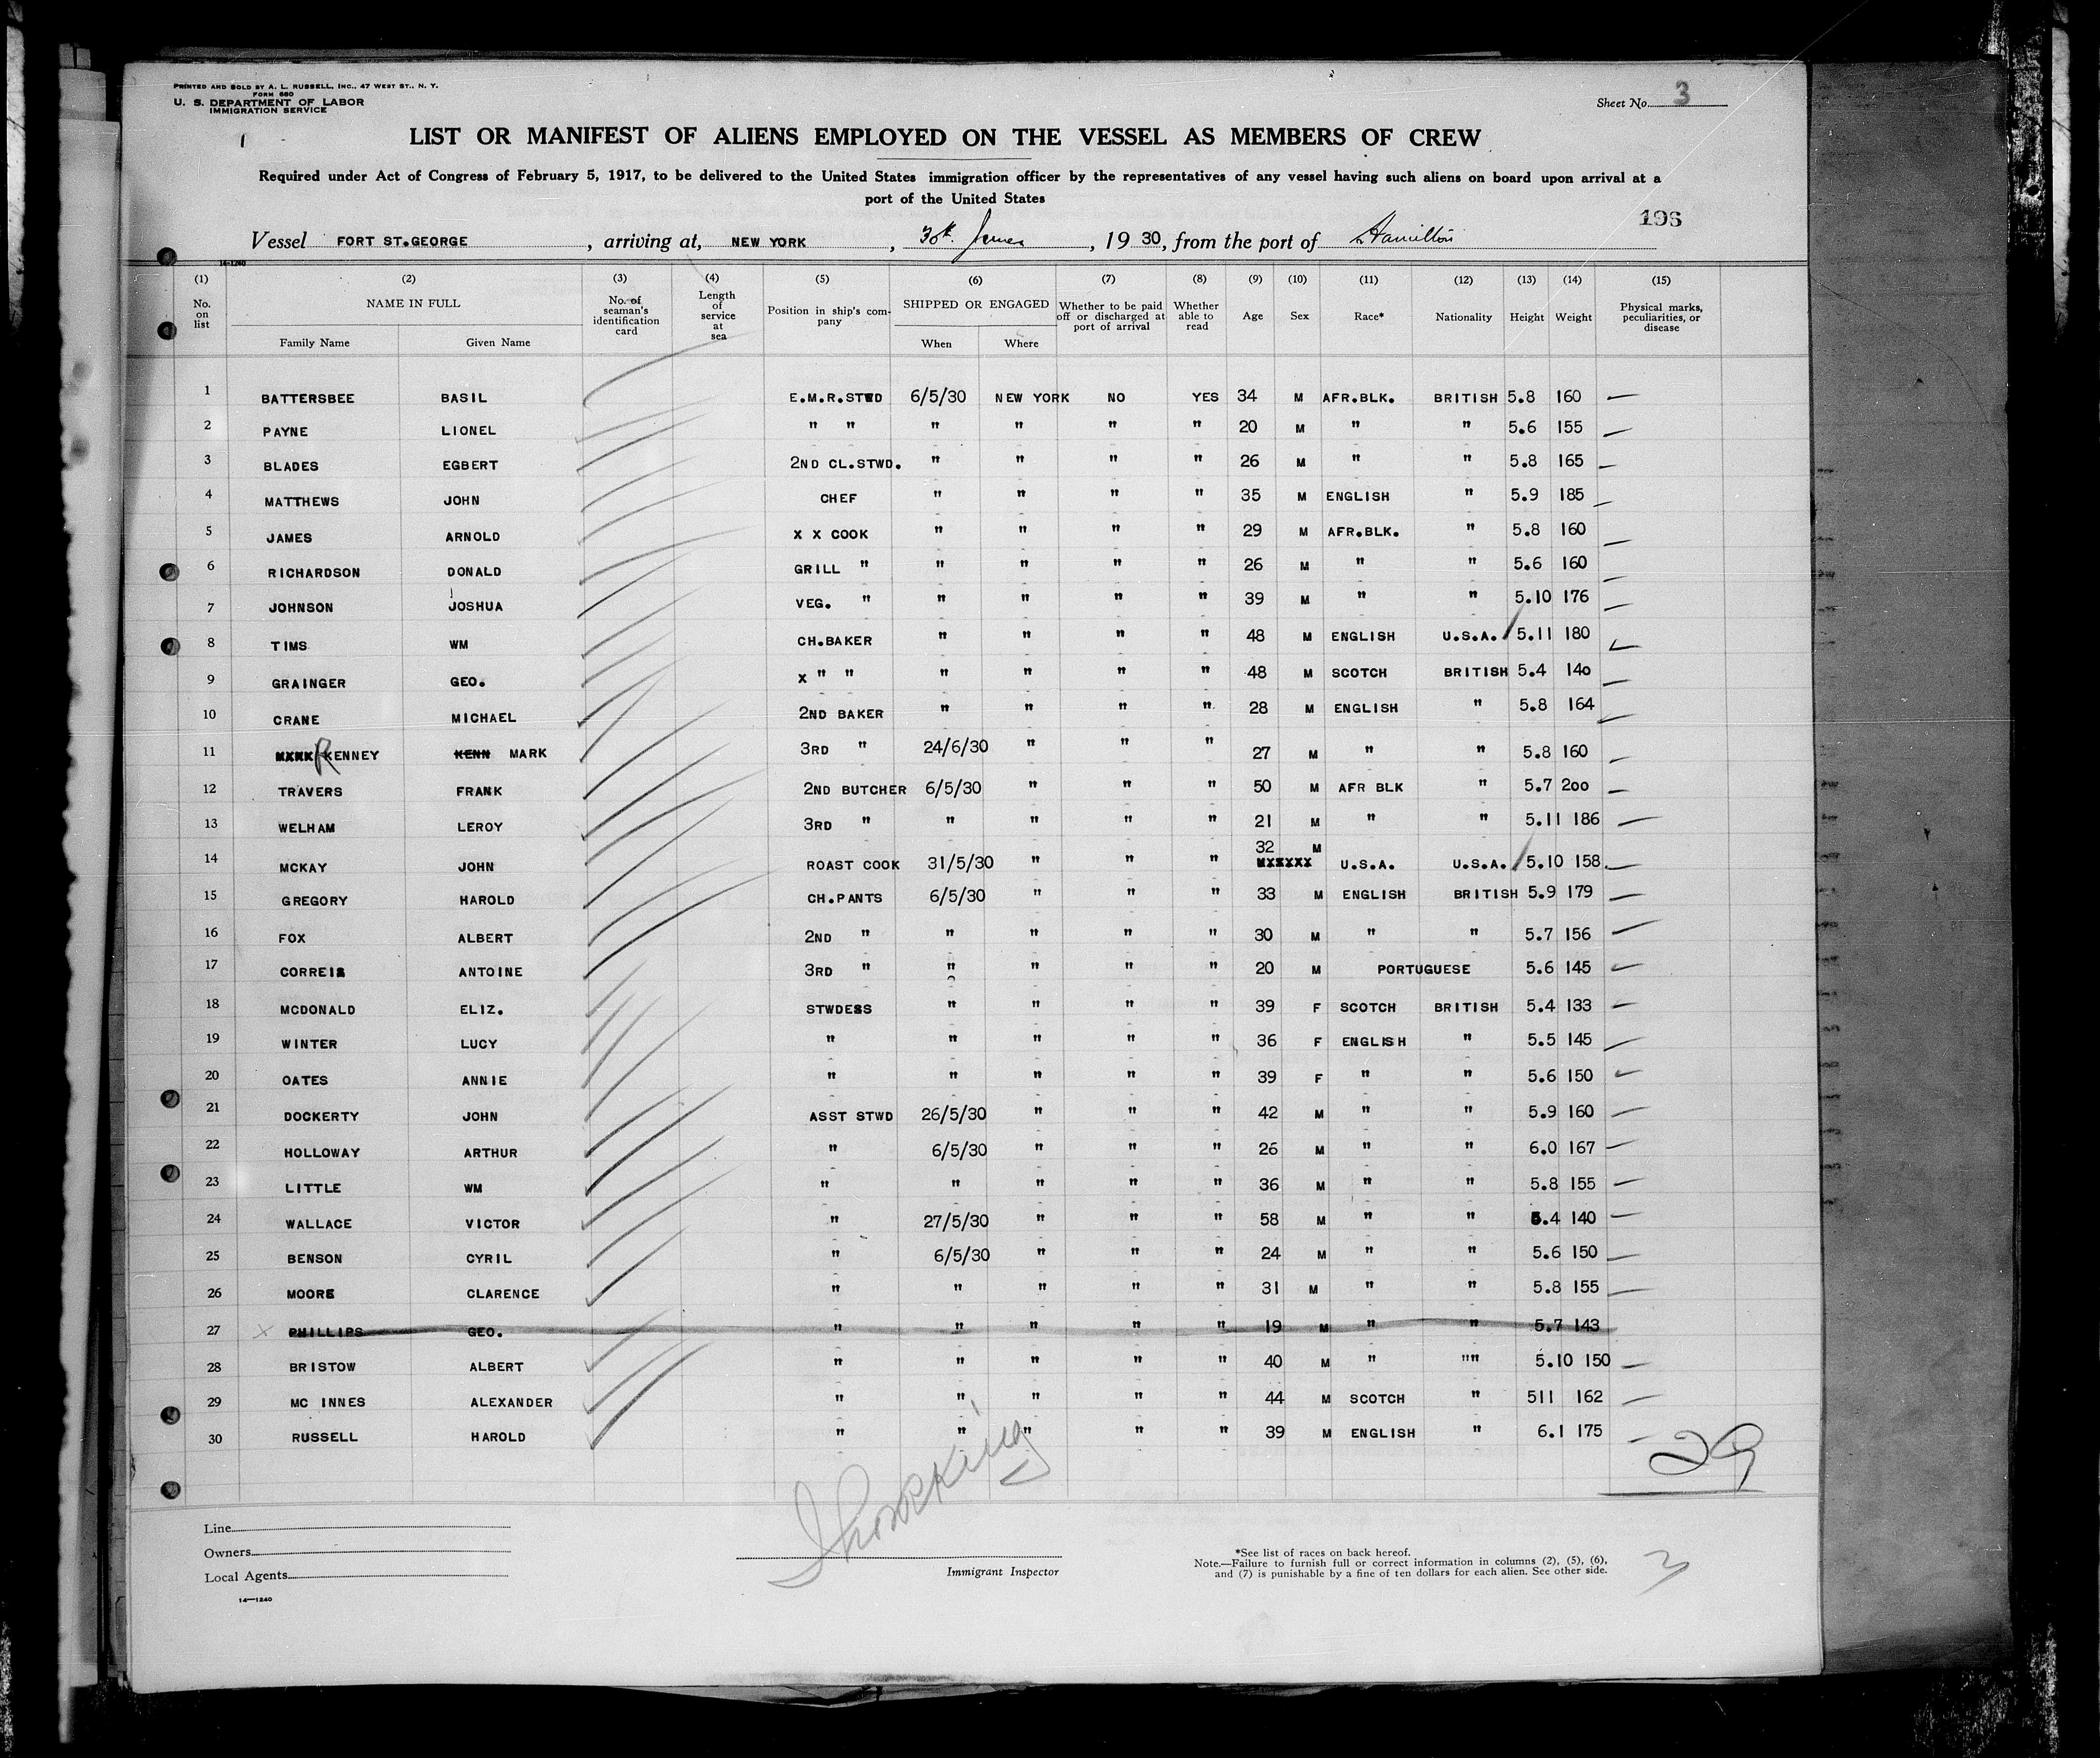 PRINTED AND SOLD BY A. L. RUSSELL, INC., 47 WEST ST., N. Y.
FORM 680
U. S. DEPARTMENT OF LABOR
IMMIGRATION SERVICE
Sheet No. 3
LIST OR MANIFEST OF ALIENS EMPLOYED ON THE VESSEL AS MEMBERS OF CREW
Required under Act of Congress of February 5, 1917, to be delivered to the United States immigration officer by the representatives of any vessel having such aliens on board upon arrival at a
port of the United States
196
Vessel FORT ST.GEORGE , arriving at, NEW YORK , 30th June , 19 30, from the port of Hamilton
14-1240
(1) No. on list (2) NAME IN FULL Family Name Given Name (3) No. of seaman's identification card (4) Length of service at sea (5) Position in ship's company (6) SHIPPED OR ENGAGED When Where (7) Whether to be paid off or discharged at port of arrival (8) Whether able to read (9) Age (10) Sex (11) Race* (12) Nationality (13) Height (14) Weight (15) Physical marks, peculiarities, or disease
1 BATTERSBEE BASIL E.M.R.STWD 6/5/30 NEW YORK NO YES 34 M AFR.BLK. BRITISH 5.8 160
2 PAYNE LIONEL " " " " " " 20 M " " 5.6 155
3 BLADES EGBERT 2ND CL.STWD. " " " " 26 M " " 5.8 165
4 MATTHEWS JOHN CHEF " " " " 35 M ENGLISH " 5.9 185
5 JAMES ARNOLD X X COOK " " " " 29 M AFR.BLK. " 5.8 160
6 RICHARDSON DONALD GRILL " " " " " 26 M " " 5.6 160
7 JOHNSON JOSHUA VEG. " " " " " 39 M " " 5.10 176
8 TIMS WM CH.BAKER " " " " 48 M ENGLISH U.S.A. 5.11 180
9 GRAINGER GEO. X " " " " " " 48 M SCOTCH BRITISH 5.4 140
10 CRANE MICHAEL 2ND BAKER " " " " 28 M ENGLISH " 5.8 164
11 KENNEY KENN MARK 3RD " 24/6/30 " " " 27 M " " 5.8 160
12 TRAVERS FRANK 2ND BUTCHER 6/5/30 " " " 50 M AFR BLK " 5.7 200
13 WELHAM LEROY 3RD " " " " " 21 M " " 5.11 186
14 MCKAY JOHN ROAST COOK 31/5/30 " " " 32 M U.S.A. U.S.A. 5.10 158
15 GREGORY HAROLD CH.PANTS 6/5/30 " " " 33 M ENGLISH BRITISH 5.9 179
16 FOX ALBERT 2ND " " " " " 30 M " " 5.7 156
17 CORREIA ANTOINE 3RD " " " " " 20 M PORTUGUESE 5.6 145
18 MCDONALD ELIZ. STWDESS " " " " 39 F SCOTCH BRITISH 5.4 133
19 WINTER LUCY " " " " " 36 F ENGLISH " 5.5 145
20 OATES ANNIE " " " " " 39 F " " 5.6 150
21 DOCKERTY JOHN ASST STWD 26/5/30 " " " 42 M " " 5.9 160
22 HOLLOWAY ARTHUR " 6/5/30 " " " 26 M " " 6.0 167
23 LITTLE WM " " " " " 36 M " " 5.8 155
24 WALLACE VICTOR " 27/5/30 " " " 58 M " " 5.4 140
25 BENSON CYRIL " 6/5/30 " " " 24 M " " 5.6 150
26 MOORE CLARENCE " " " " " 31 M " " 5.8 155
27 X PHILLIPS GEO. " " " " " 19 M " " 5.7 143
28 BRISTOW ALBERT " " " " " 40 M " "" 5.10 150
29 MC INNES ALEXANDER " " " " " 44 M SCOTCH " 511 162
30 RUSSELL HAROLD " " " " " 39 M ENGLISH " 6.1 175
29
Line
Owners
Local Agents
14—1240
Immigrant Inspector
*See list of races on back hereof.
Note.—Failure to furnish full or correct information in columns (2), (5), (6),
and (7) is punishable by a fine of ten dollars for each alien. See other side.
3